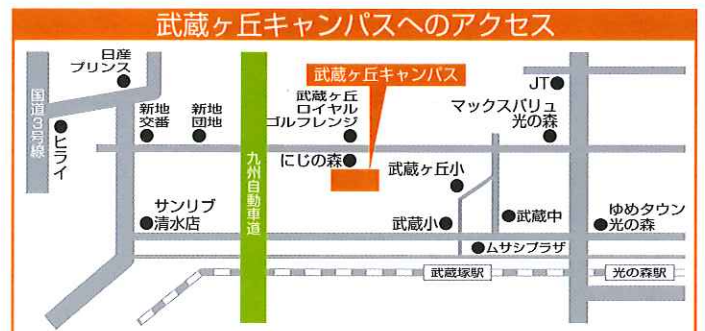 武蔵ヶ丘キャンパスへのアクセス
日産
プリンス
国道3号線
ヒライ
新地
交番
新地
団地
九州自動車道
武蔵ヶ丘キャンパス
武蔵ヶ丘
ロイヤル
ゴルフレンジ
にじの森
JT
マックスバリュ
光の森
武蔵ヶ丘小
サンリブ
清水店
武蔵小
武蔵中
ゆめタウン
光の森
ムサシプラザ
武蔵塚駅
光の森駅